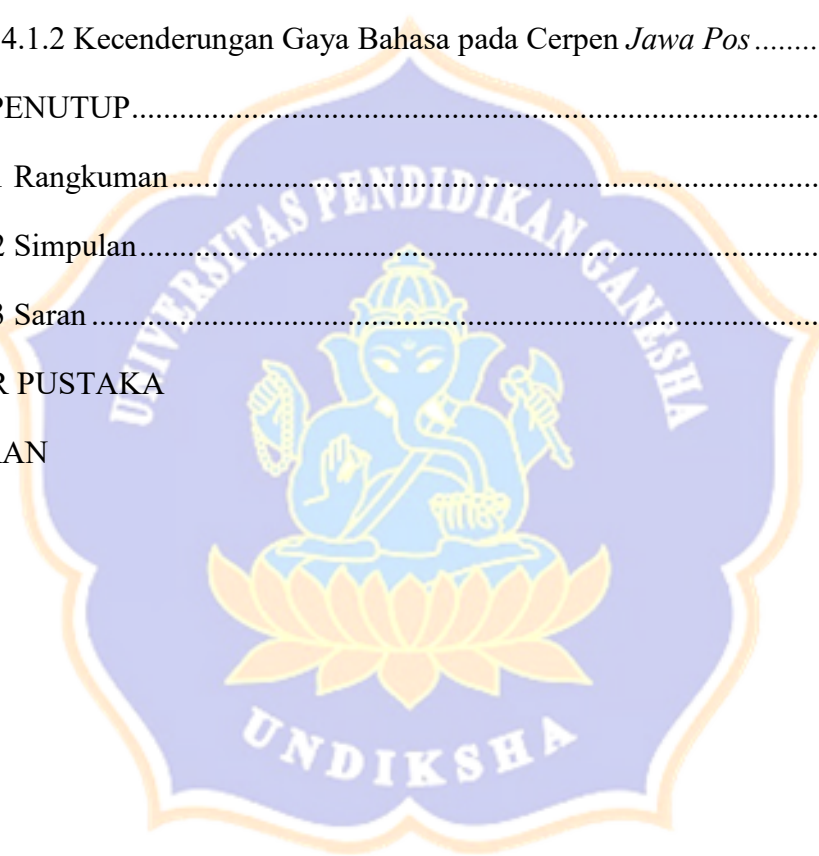 4.1.2 Kecenderungan Gaya Bahasa pada Cerpen Jawa Pos........
PENUTUP................................................................................
Rangkuman..........................................................................
2 Simpulan..............................................................................
3 Saran....................................................................................
R PUSTAKA
RAN
UNIVERSITAS PENDIDIKAN GANESHA
UNDIKSHA